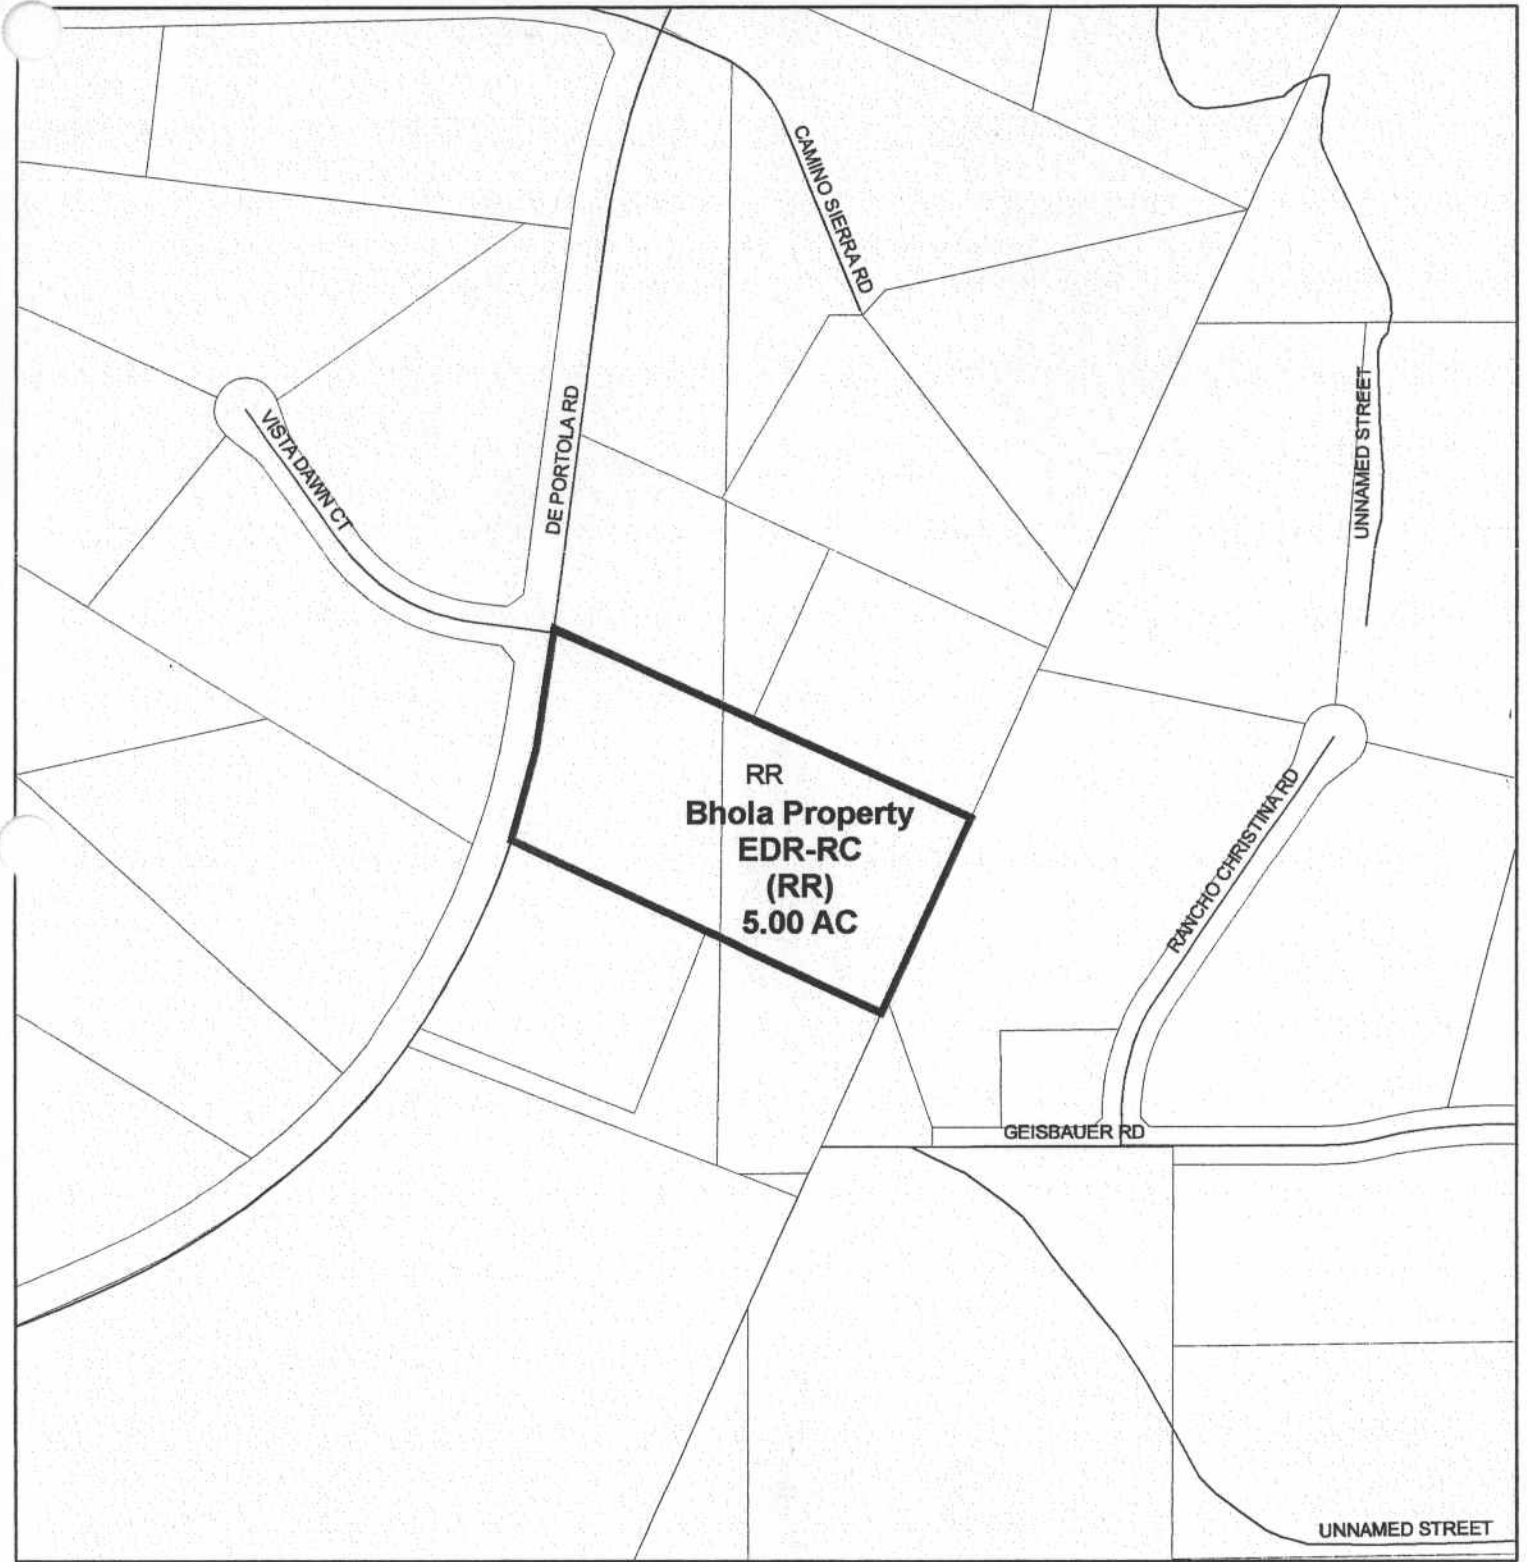 CAMINO SIERRA RD
DE PORTOLA RD
VISTA DAWN CT
UNNAMED STREET
RR
Bhola Property
EDR-RC
(RR)
5.00 AC
RANCHO CHRISTINA RD
GEISBAUER RD
UNNAMED STREET